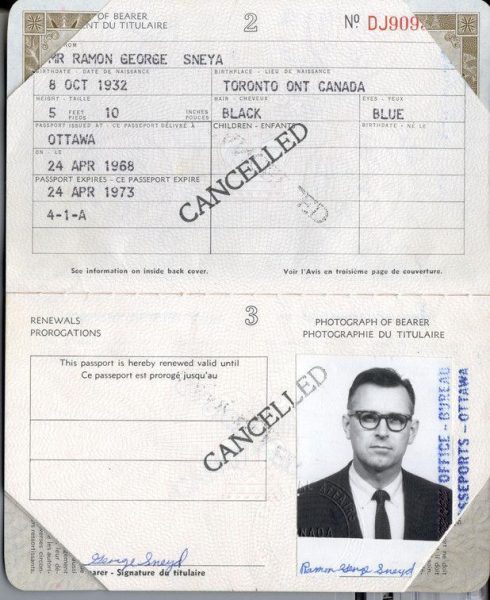 OF BEARER 2 Nº DJ909
DU TITULAIRE
MR RAMON GEORGE SNEYA
BIRTHDATE - DATE DE NAISSANCE BIRTHPLACE - LIEU DE NAISSANCE
8 OCT 1932 TORONTO ONT CANADA
HEIGHT - TAILLE HAIR - CHEVEUX EYES - YEUX
5 FEET PIEDS 10 INCHES POUCES BLACK BLUE
PASSPORT ISSUED AT - CE PASSEPORT DÉLIVRÉ À CHILDREN - ENFANTS BIRTHDATE - NÉ LE
OTTAWA
ON - LE
24 APR 1968
PASSPORT EXPIRES - CE PASSEPORT EXPIRE
24 APR 1973
4-1-A
CANCELLED
See information on inside back cover. Voir l'Avis en troisième page de couverture.
RENEWALS 3 PHOTOGRAPH OF BEARER
PROROGATIONS PHOTOGRAPHIE DU TITULAIRE
This passport is hereby renewed valid until
Ce passeport est prorogé jusqu'au
CANCELLED
OFFICE - BUREAU
SSEPORTS - OTTAWA
George Sneyd
arer - Signature du titulaire
Ramon George Sneyd